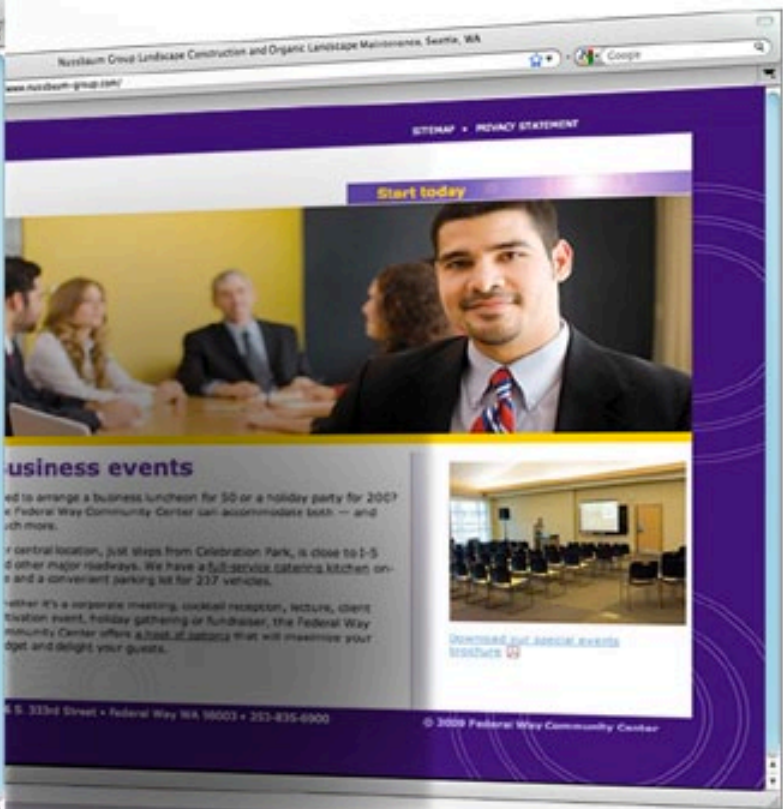 Nussbaum Group Landscape Construction and Organic Landscape Maintenance, Seattle, WA
www.nussbaum-group.com/
Google
SITEMAP • PRIVACY STATEMENT
Start today
usiness events
ed to arrange a business luncheon for 50 or a holiday party for 200?
e Federal Way Community Center can accommodate both — and
uch more.
r central location, just steps from Celebration Park, is close to I-5
d other major roadways. We have a full-service catering kitchen on-
e and a convenient parking lot for 237 vehicles.
ether it's a corporate meeting, cocktail reception, lecture, client
ltivation event, holiday gathering or fundraiser, the Federal Way
mmunity Center offers a host of options that will maximize your
dget and delight your guests.
Download our special events
brochure
6 S. 333rd Street • Federal Way WA 98003 • 253-835-6900
© 2009 Federal Way Community Center